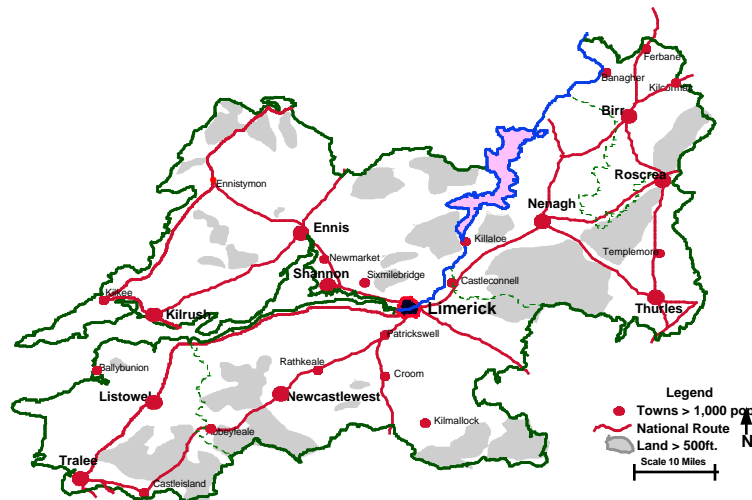 Ferbane
Banagher
Kilcormac
Birr
Roscrea
Ennistymon
Nenagh
Ennis
Killaloe
Templemore
Newmarket
Shannon
Sixmilebridge
Castleconnell
Kilkee
Kilrush
Limerick
Thurles
Patrickswell
Ballybunion
Rathkeale
Croom
Listowel
Newcastlewest
Kilmallock
Abbeyfeale
Tralee
Castleisland
Legend
Towns > 1,000 pop
National Route
Land > 500ft.
N
Scale 10 Miles